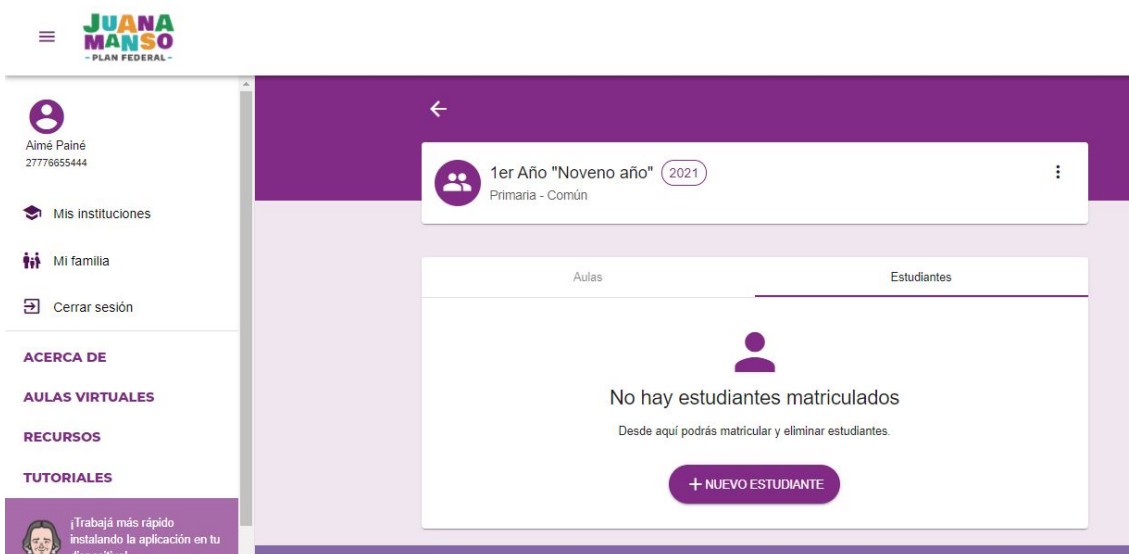 JUANA
MANSO
- PLAN FEDERAL -
Aimé Painé
27776655444
Mis instituciones
Mi familia
Cerrar sesión
ACERCA DE
AULAS VIRTUALES
RECURSOS
TUTORIALES
¡Trabajá más rápido
instalando la aplicación en tu
1er Año "Noveno año" 2021
Primaria - Común
Aulas
Estudiantes
No hay estudiantes matriculados
Desde aquí podrás matricular y eliminar estudiantes.
+ NUEVO ESTUDIANTE